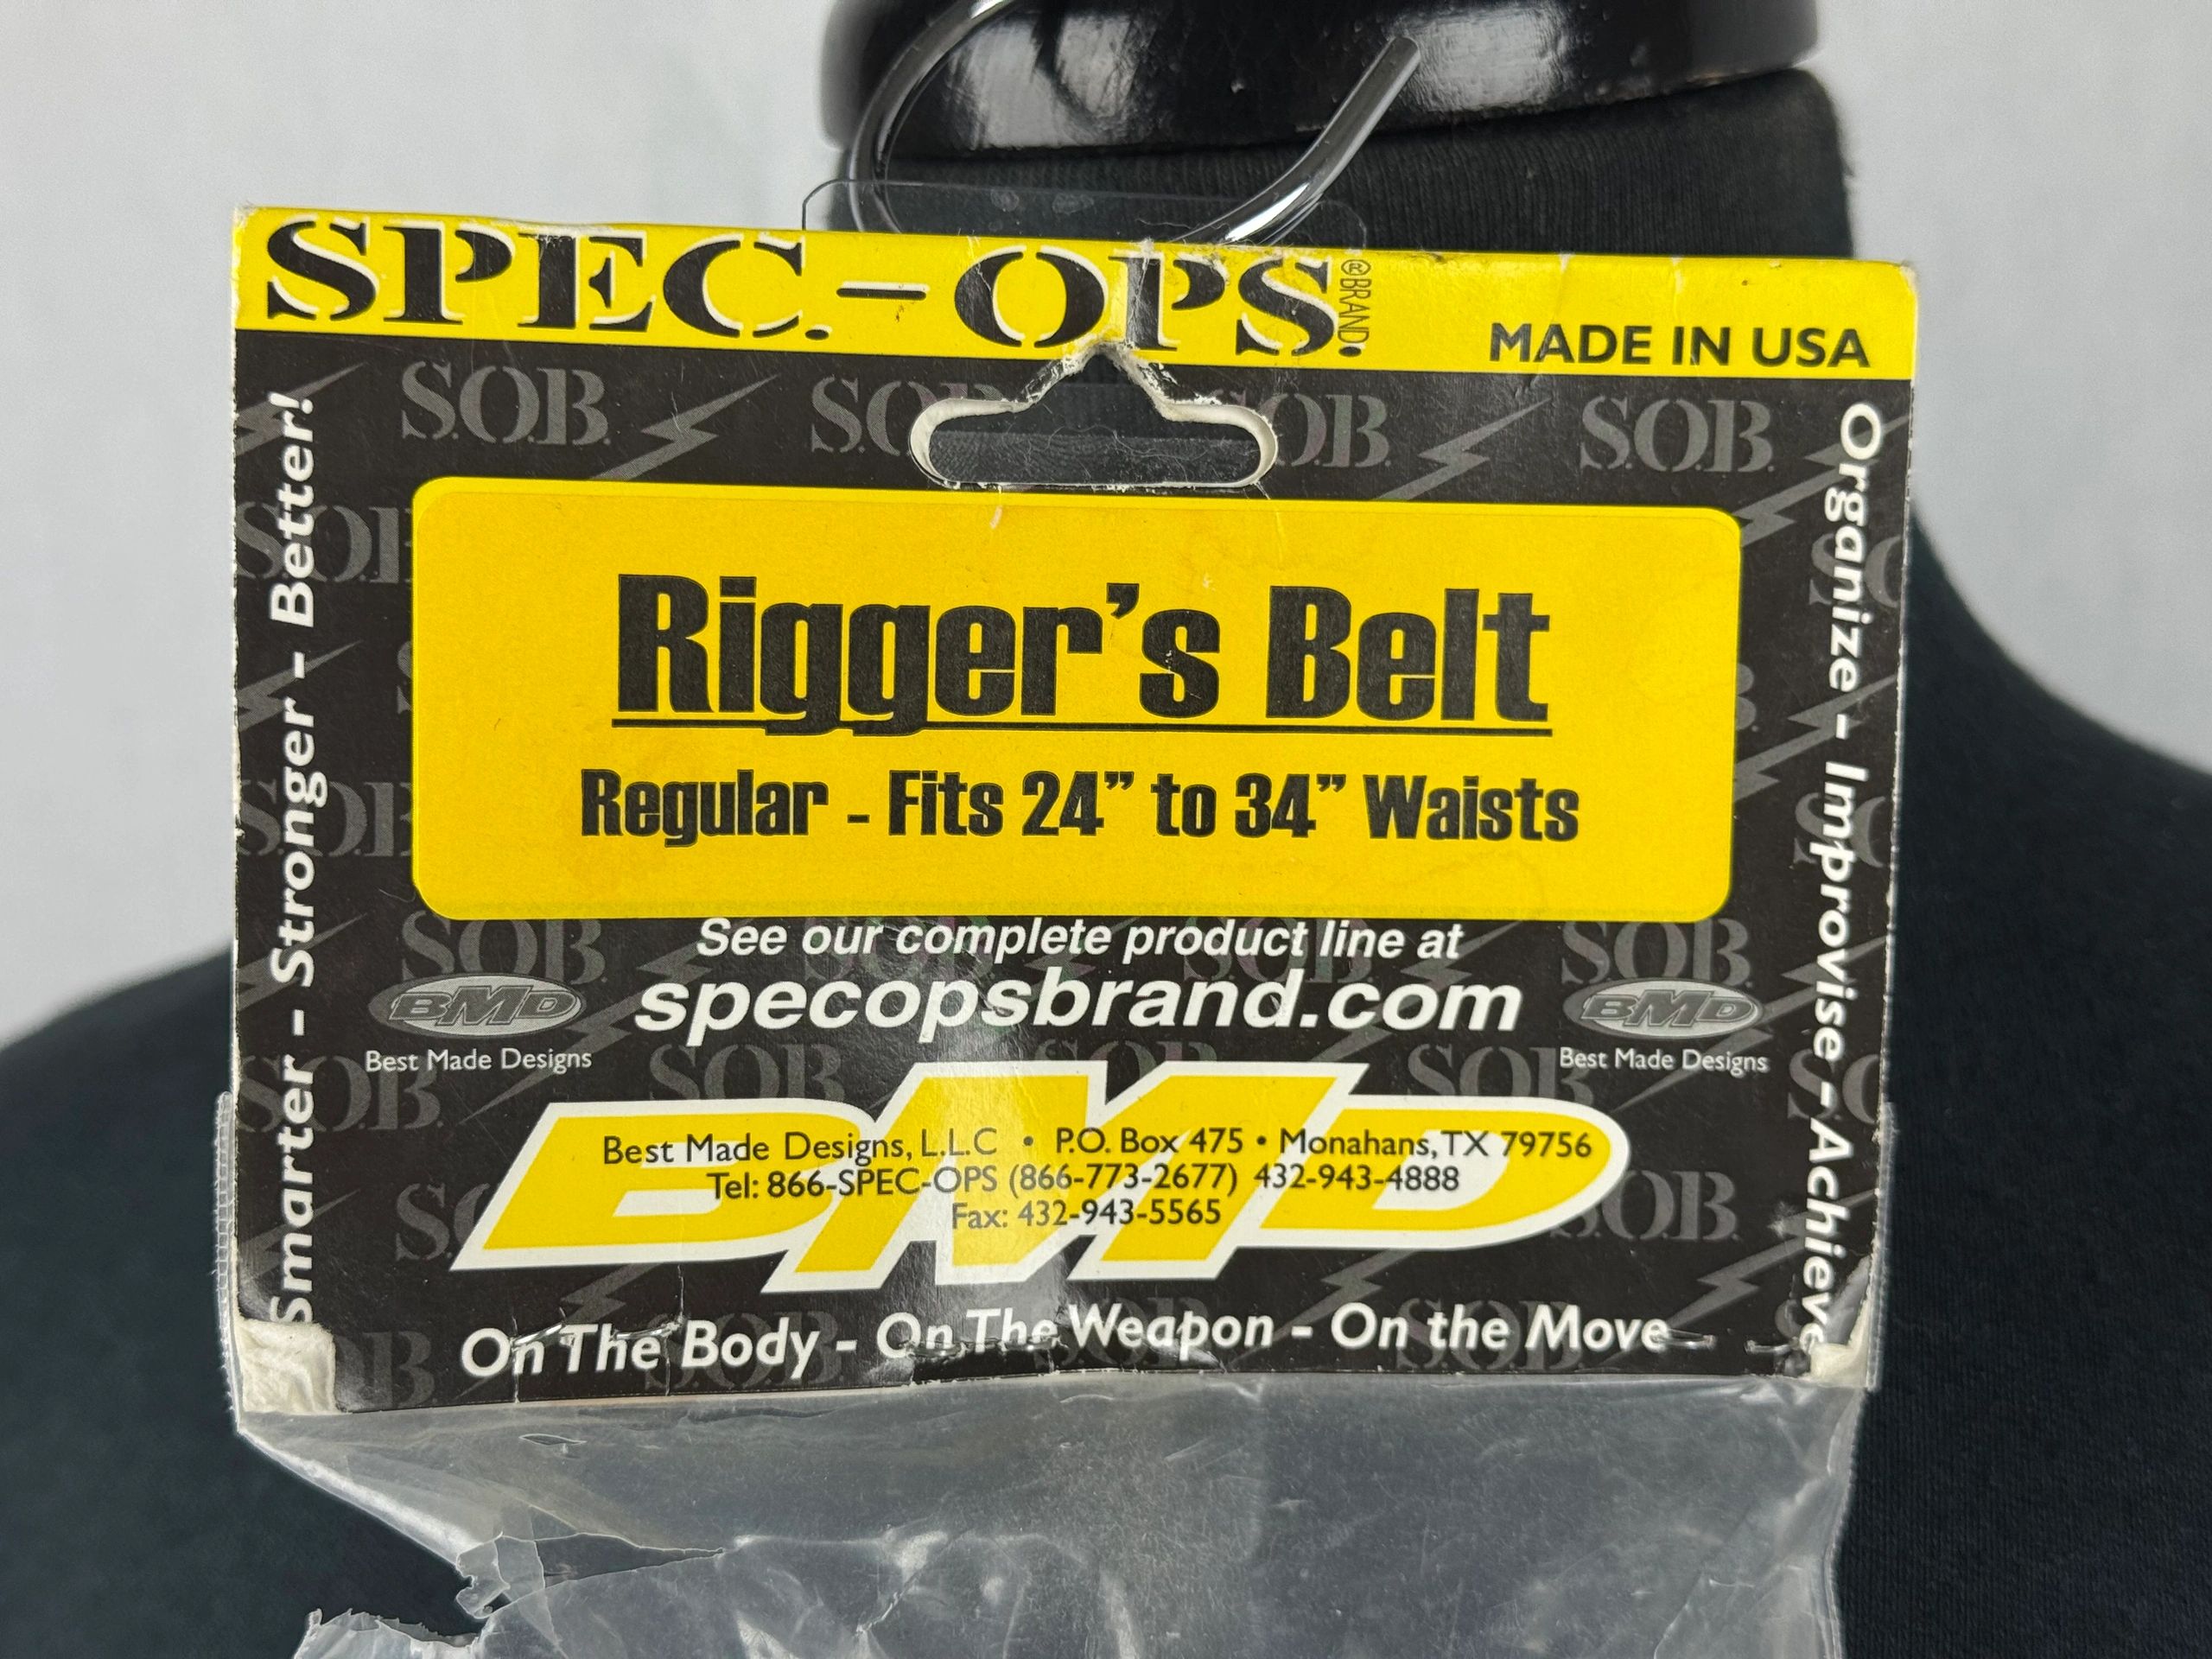 SPEC.-OPS.
®BRAND
MADE IN USA
S.O.B. S.O.B. S.O.B. S.O.B.
Smarter - Stronger - Better!
Organize - Improvise - Achieve
Rigger's Belt
Regular - Fits 24” to 34” Waists
See our complete product line at
specopsbrand.com
BMD
Best Made Designs
BMD
Best Made Designs
BMD
Best Made Designs, L.L.C • P.O. Box 475 • Monahans, TX 79756
Tel: 866-SPEC-OPS (866-773-2677) 432-943-4888
Fax: 432-943-5565
On The Body - On The Weapon - On the Move